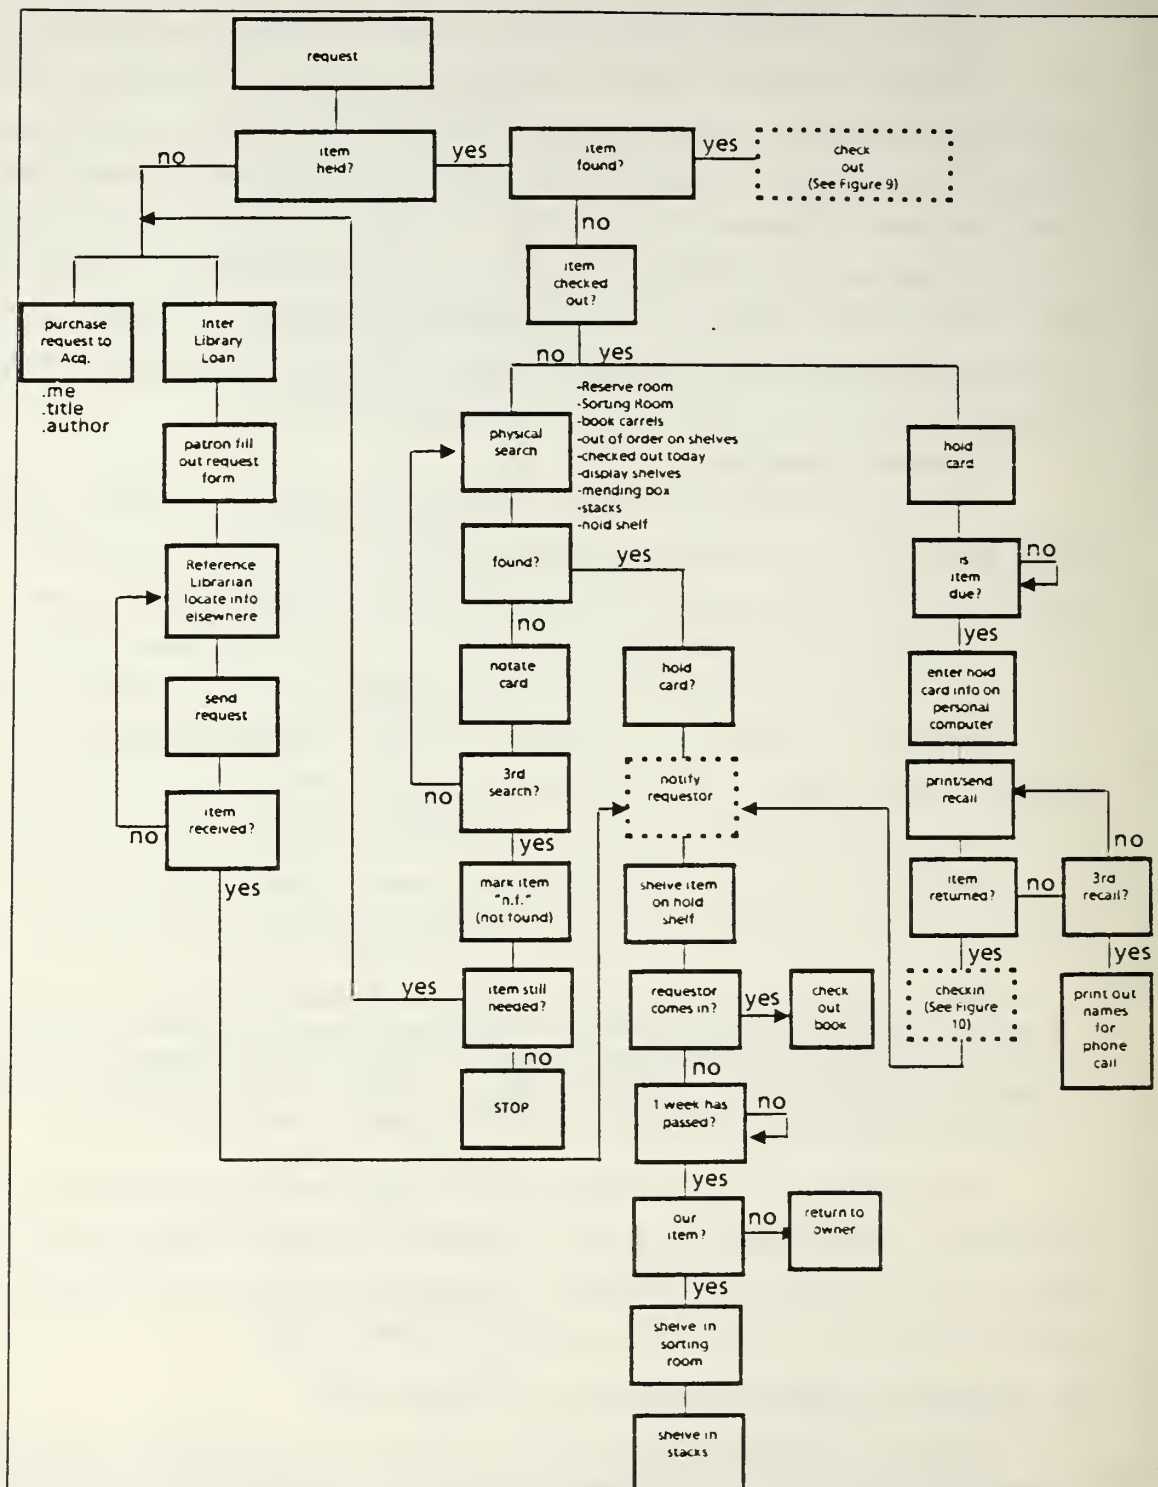 request
item
held?
no
yes
item
found?
yes
check
out
(See Figure 9)
no
item
checked
out?
no
yes
purchase
request to
Acq.
.me
.title
.author
Inter
Library
Loan
patron fill
out request
form
Reference
Librarian
locate info
elsewhere
send
request
item
received?
no
yes
physical
search
-Reserve room
-Sorting Room
-book carrels
-out of order on shelves
-checked out today
-display shelves
-mending box
-stacks
-hold shelf
found?
yes
no
notate
card
3rd
search?
no
yes
mark item
"n.f."
(not found)
item still
needed?
yes
no
STOP
hold
card?
notify
requestor
shelve item
on hold
shelf
requestor
comes in?
yes
check
out
book
no
1 week has
passed?
no
yes
our
item?
no
return to
owner
yes
shelve in
sorting
room
shelve in
stacks
hold
card
is
item
due?
no
yes
enter hold
card info on
personal
computer
print/send
recall
item
returned?
no
3rd
recall?
no
yes
yes
checkin
(See Figure
10)
print out
names
for
phone
call